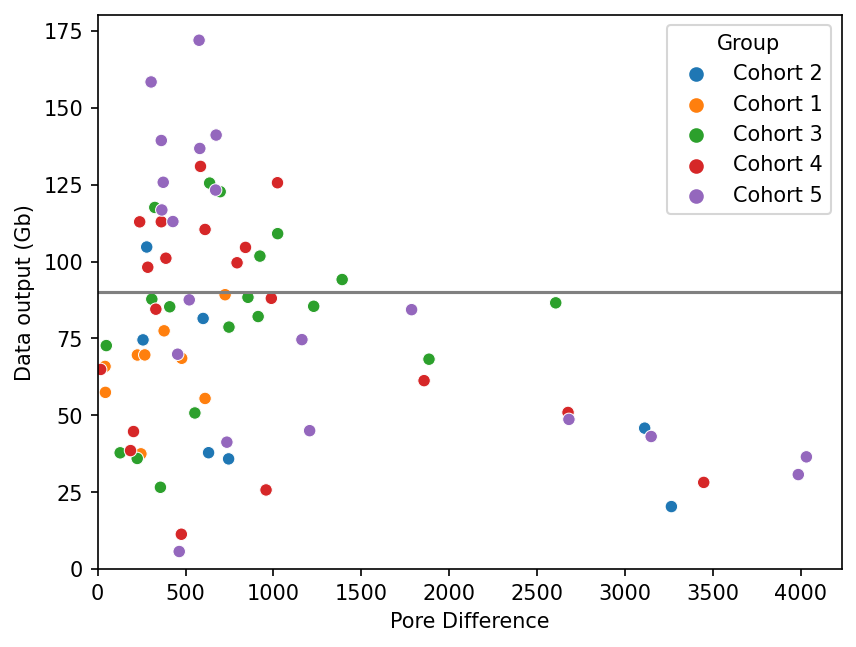 175
150
125
100
75
50
25
0
Data output (Gb)
0 500 1000 1500 2000 2500 3000 3500 4000
Pore Difference
Group
Cohort 2
Cohort 1
Cohort 3
Cohort 4
Cohort 5